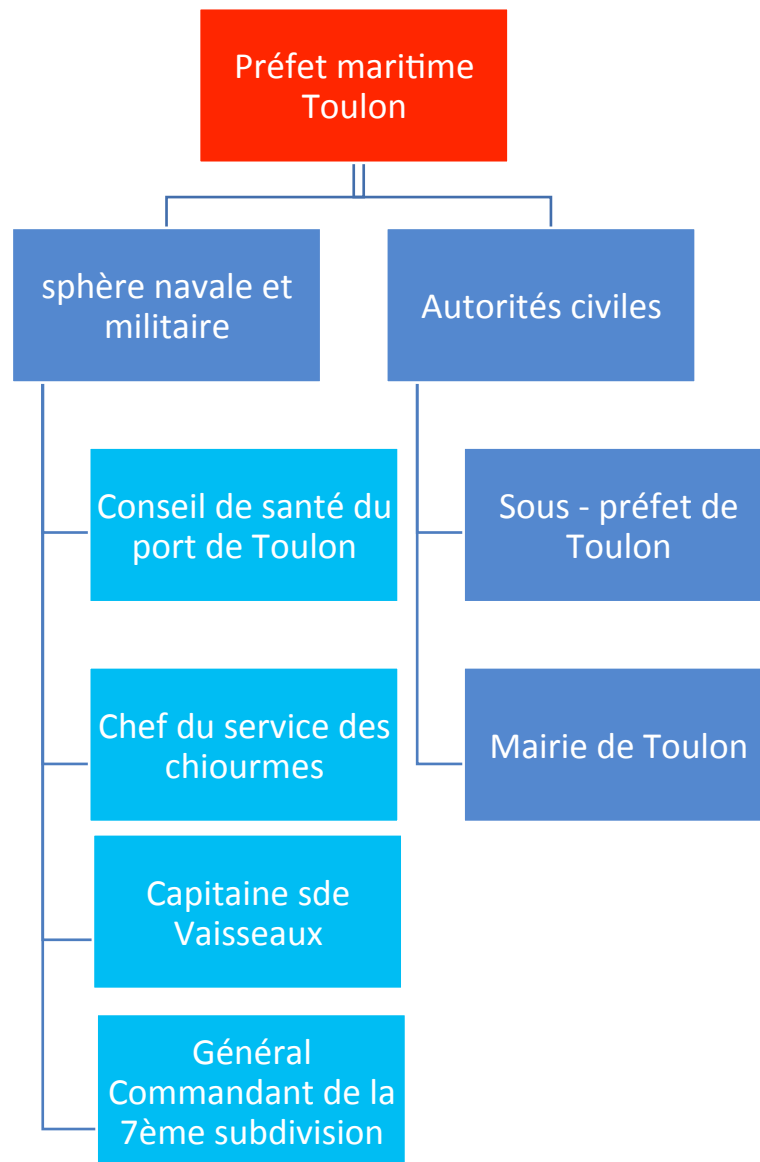 Préfet maritime
Toulon
sphère navale et
militaire
Autorités civiles
Conseil de santé du
port de Toulon
Sous - préfet de
Toulon
Chef du service des
chiourmes
Mairie de Toulon
Capitaine sde
Vaisseaux
Général
Commandant de la
7ème subdivision